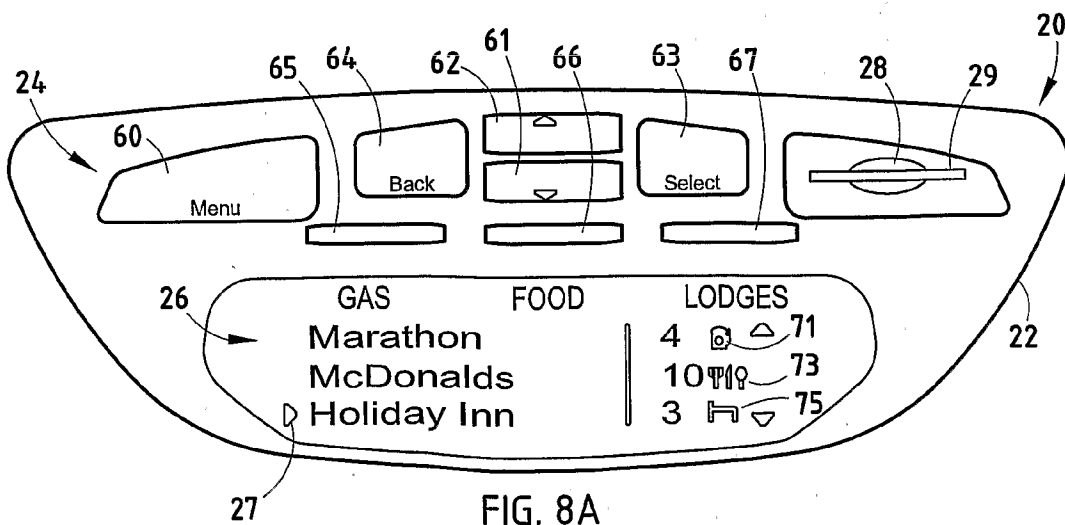 20
61
64
62
66
67
28
29
65
24
60
63
Back
Select
Menu
GAS FOOD LODGES
26
Marathon 4 71
22
McDonalds 10 73
Holiday Inn 3 75
27
FIG. 8A